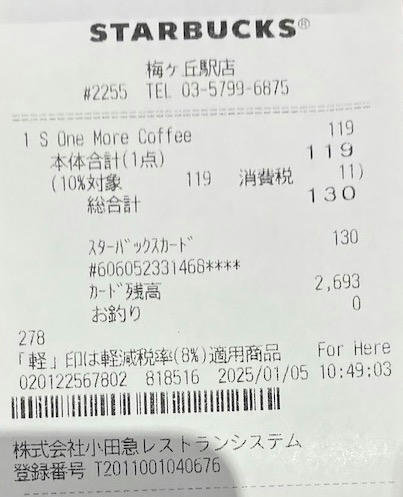 STARBUCKS®
梅ヶ丘駅店
#2255 TEL 03-5799-6875
1 S One More Coffee 119
本体合計(1点) 119
(10%対象 119 消費税 11)
総合計 130
スターバックスカード 130
#606052331468****
カード残高 2,693
お釣り 0
278
「軽」印は軽減税率(8%)適用商品 For Here
020122567802 818516 2025/01/05 10:49:03
株式会社小田急レストランシステム
登録番号 T2011001040676